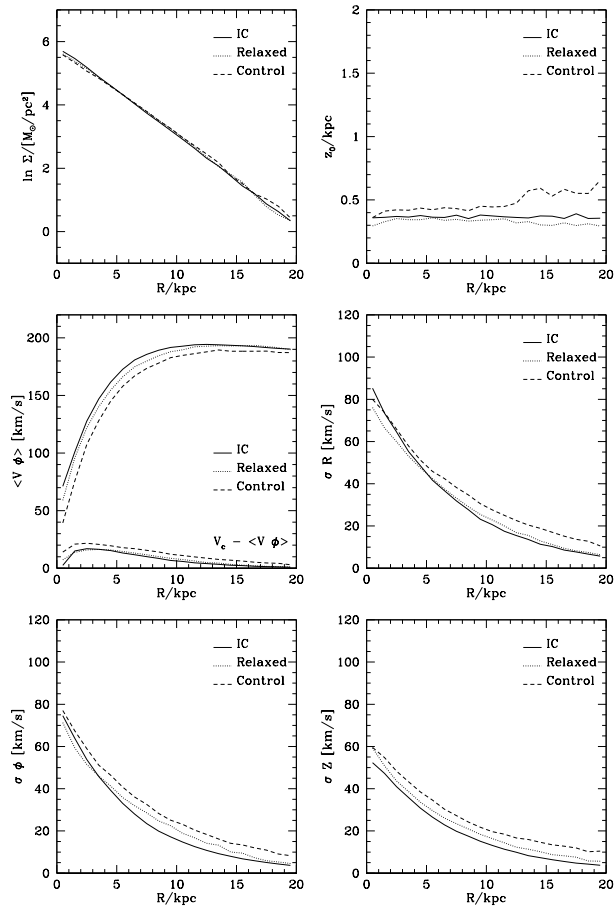 6
4
2
0
ln Σ/[M⊙/pc²]
IC
Relaxed
Control
0
5
10
15
20
R/kpc
2
1.5
1
0.5
0
z₀/kpc
IC
Relaxed
Control
0
5
10
15
20
R/kpc
200
150
100
50
0
<V ϕ> [km/s]
IC
Relaxed
Control
V_c − <V ϕ>
0
5
10
15
20
R/kpc
120
100
80
60
40
20
0
σ R [km/s]
IC
Relaxed
Control
0
5
10
15
20
R/kpc
120
100
80
60
40
20
0
σ ϕ [km/s]
IC
Relaxed
Control
0
5
10
15
20
R/kpc
120
100
80
60
40
20
0
σ Z [km/s]
IC
Relaxed
Control
0
5
10
15
20
R/kpc